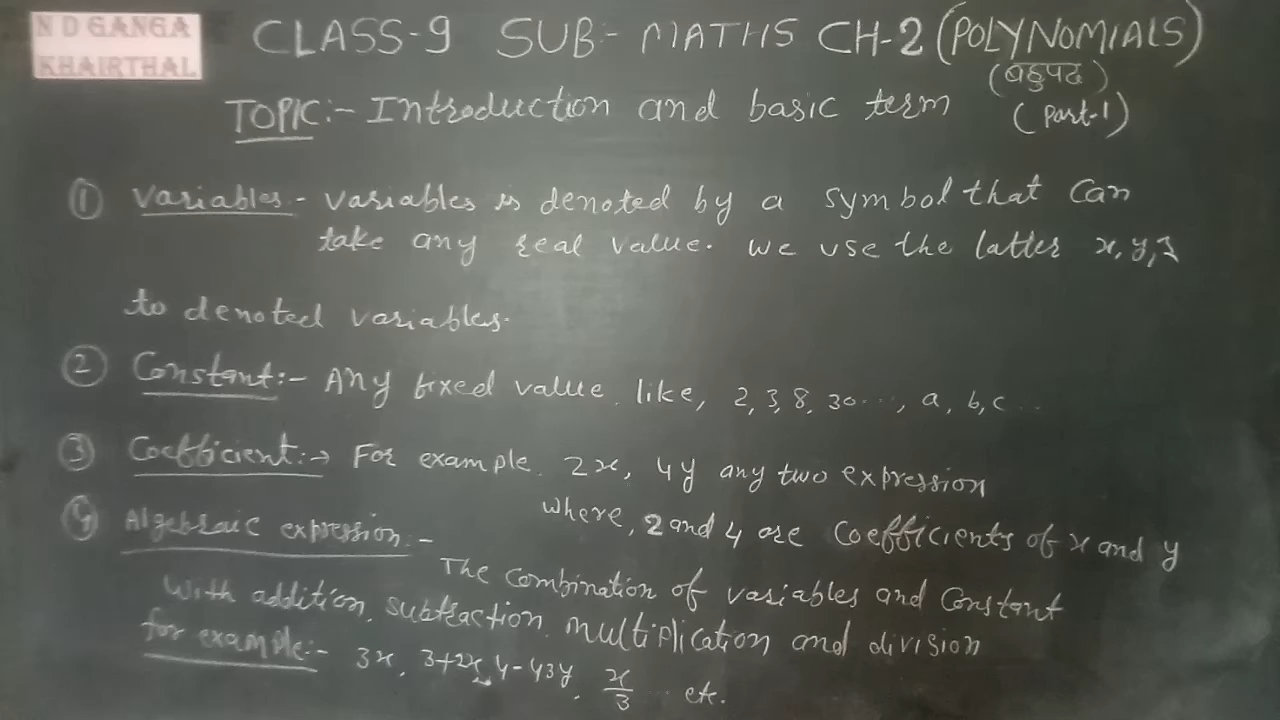 N D GANGA
KHAIRTHAL
CLASS-9 SUB:- MATHS CH-2 (POLYNOMIALS)
(बहुपद)
TOPIC:- Introduction and basic term (Part-1)
① Variables - variables is denoted by a symbol that can
take any real value. We use the latter x, y, z
to denoted variables.
② Constant:- Any fixed value like, 2, 3, 8, 30...., a, b, c...
③ Coefficient:→ For example. 2x, 4y any two expression
where, 2 and 4 are Coefficients of x and y
④ Algebraic expression:-
The combination of variables and constant
With addition, subtraction, multiplication and division
for example:- 3x, 3+2x, 4-43y, x/3 ... etc.